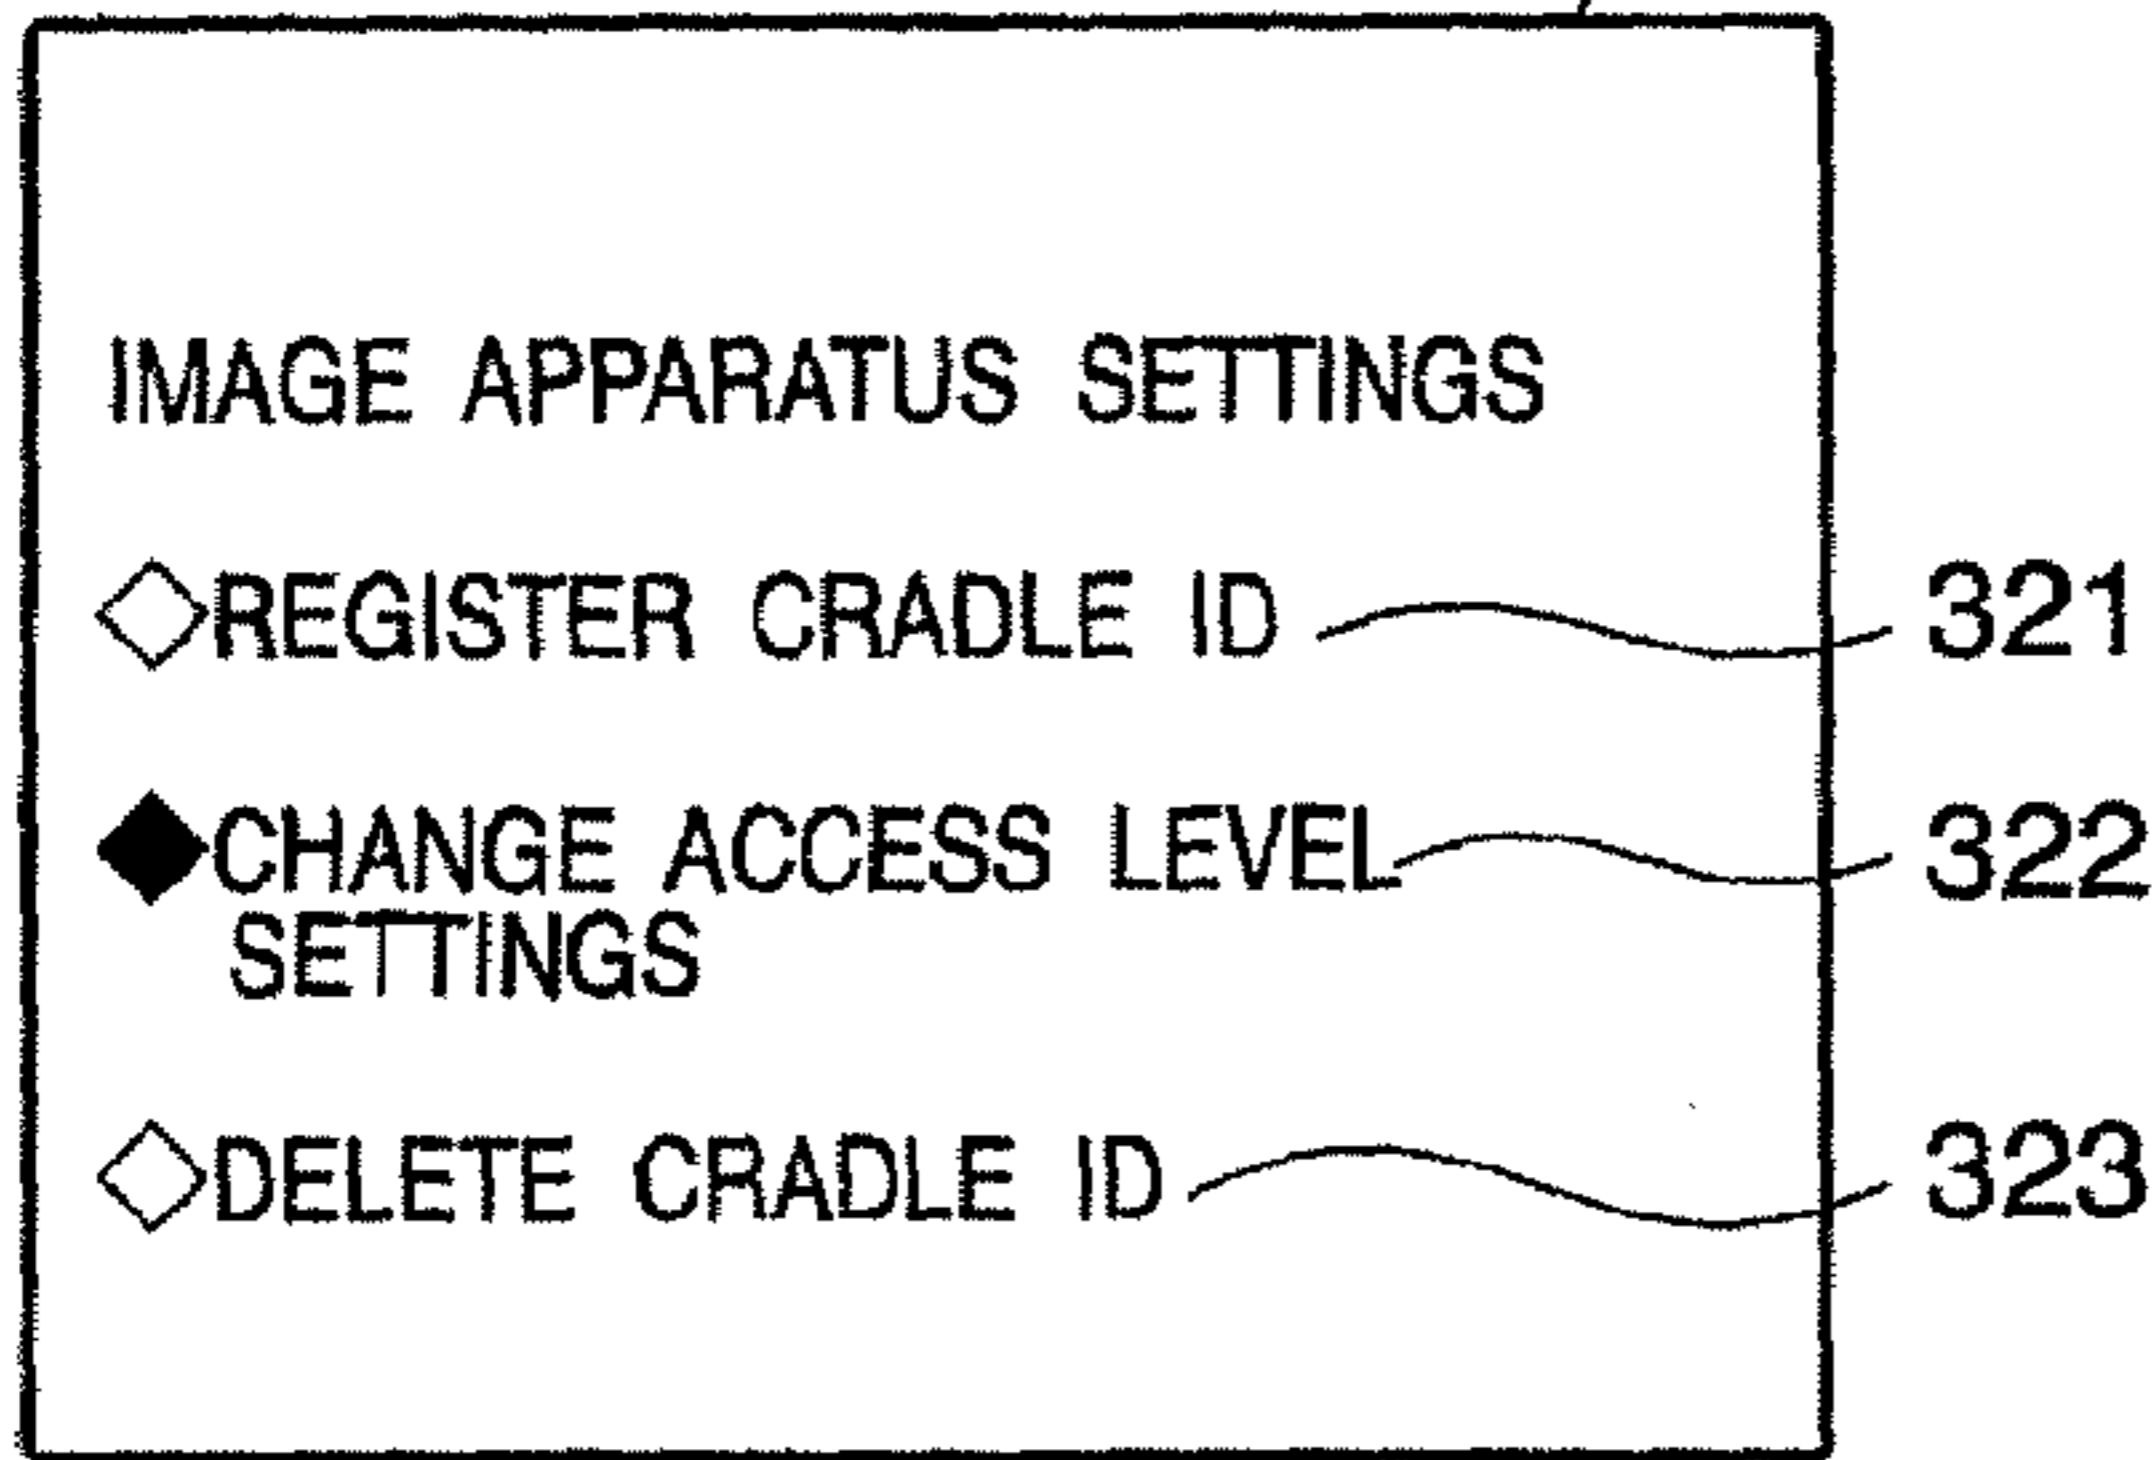 IMAGE APPARATUS SETTINGS
◇REGISTER CRADLE ID 321
◆CHANGE ACCESS LEVEL 322
SETTINGS
◇DELETE CRADLE ID 323